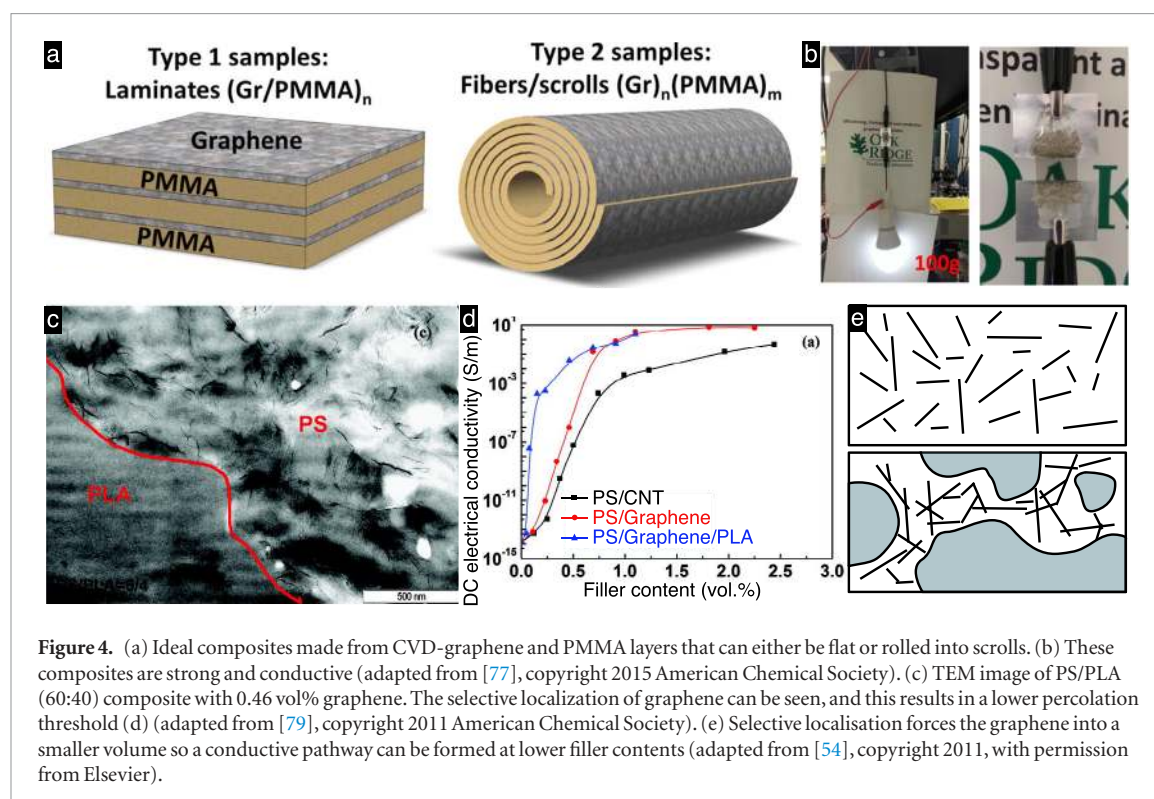 a
Type 1 samples:
Laminates (Gr/PMMA)n
Graphene
PMMA
PMMA
Type 2 samples:
Fibers/scrolls (Gr)n(PMMA)m
b
OAK
RIDGE
100g
nsparent a
en
ina
AK
c
(c)
PS
PLA
500 nm
d
DC electrical conductivity (S/m)
10^1
10^-3
10^-7
10^-11
10^-15
(a)
PS/CNT
PS/Graphene
PS/Graphene/PLA
0.0 0.5 1.0 1.5 2.0 2.5 3.0
Filler content (vol.%)
e
Figure 4. (a) Ideal composites made from CVD-graphene and PMMA layers that can either be flat or rolled into scrolls. (b) These
composites are strong and conductive (adapted from [77], copyright 2015 American Chemical Society). (c) TEM image of PS/PLA
(60:40) composite with 0.46 vol% graphene. The selective localization of graphene can be seen, and this results in a lower percolation
threshold (d) (adapted from [79], copyright 2011 American Chemical Society). (e) Selective localisation forces the graphene into a
smaller volume so a conductive pathway can be formed at lower filler contents (adapted from [54], copyright 2011, with permission
from Elsevier).